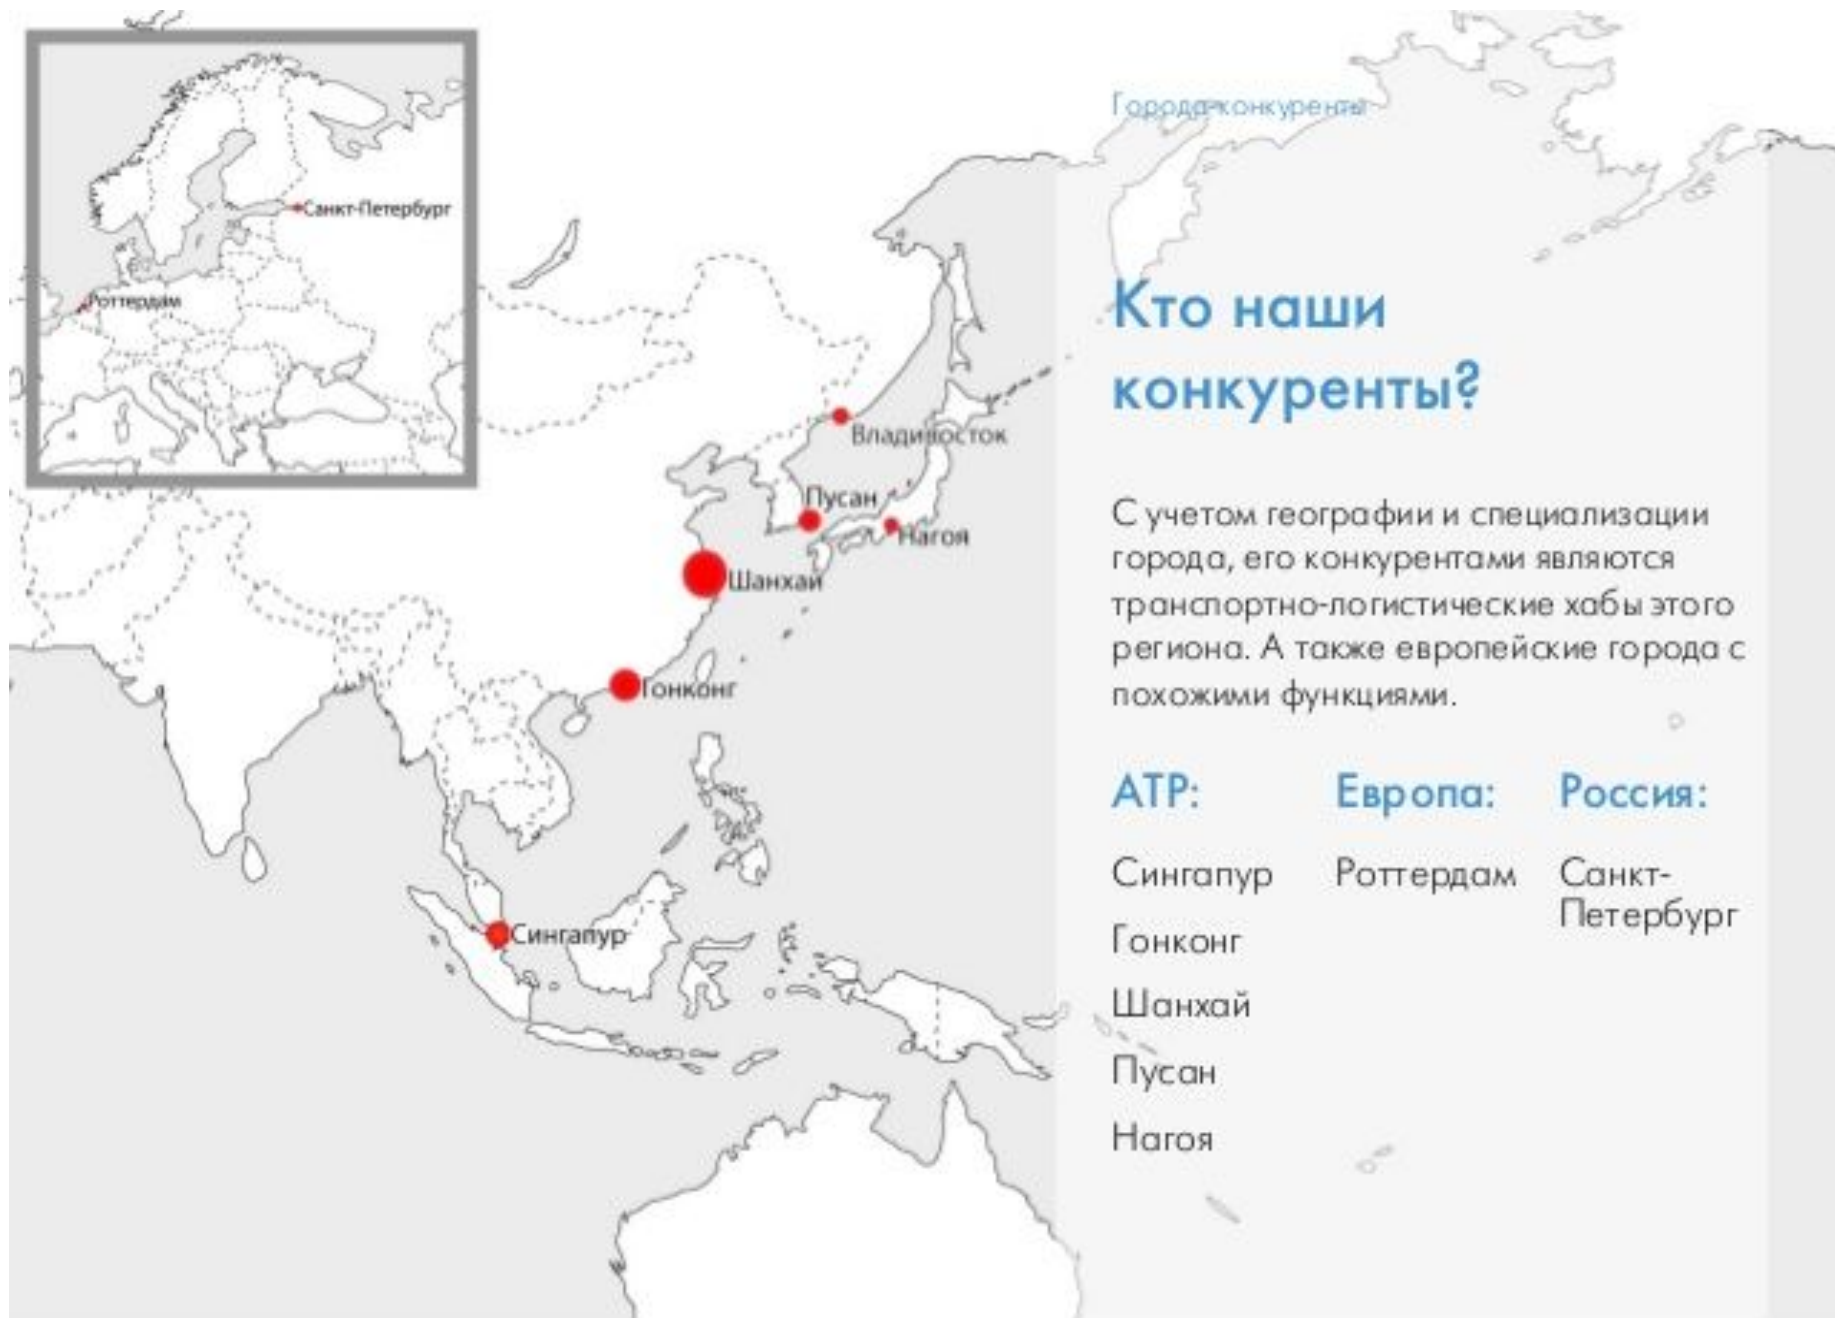 Города-конкуренты
Санкт-Петербург
Роттердам
Кто наши
конкуренты?
Владивосток
Пусан
Нагоя
Шанхай
Гонконг
Сингапур
С учетом географии и специализации
города, его конкурентами являются
транспортно-логистические хабы этого
региона. А также европейские города с
похожими функциями.
АТР:
Сингапур
Гонконг
Шанхай
Пусан
Нагоя
Европа:
Роттердам
Россия:
Санкт-
Петербург